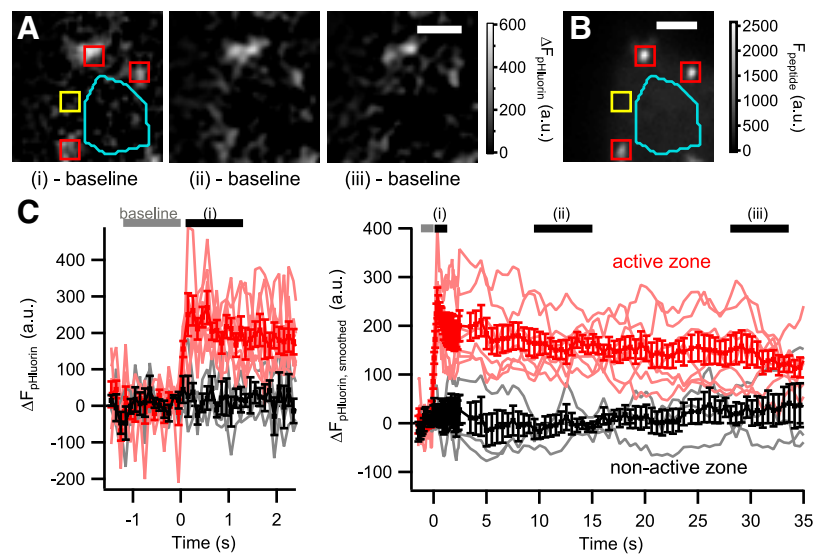 A
600
400
200
0
ΔF pHluorin (a.u.)
B
2500
2000
1500
1000
500
0
F peptide (a.u.)
(i) - baseline
(ii) - baseline
(iii) - baseline
C
baseline
(i)
400
300
200
100
0
-100
-200
ΔF pHluorin (a.u.)
-1
0
1
2
Time (s)
(i)
(ii)
(iii)
400
300
200
100
0
-100
ΔF pHluorin, smoothed (a.u.)
active zone
non-active zone
0
5
10
15
20
25
30
35
Time (s)